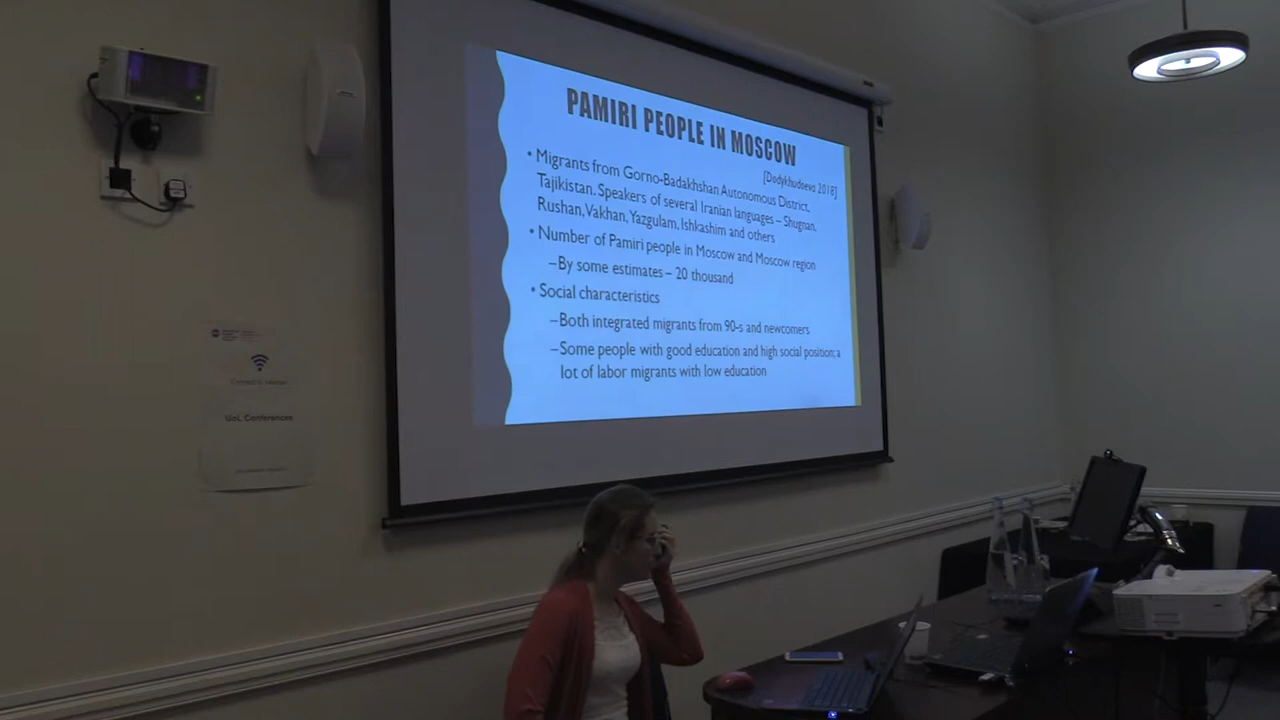 PAMIRI PEOPLE IN MOSCOW
[Dodykhudoeva 2018]
• Migrants from Gorno-Badakhshan Autonomous District,
Tajikistan. Speakers of several Iranian languages – Shugnan,
Rushan, Vakhan, Yazgulam, Ishkashim and others
• Number of Pamiri people in Moscow and Moscow region
–By some estimates – 20 thousand
• Social characteristics
–Both integrated migrants from 90-s and newcomers
–Some people with good education and high social position; a
lot of labor migrants with low education
UoL Conferences